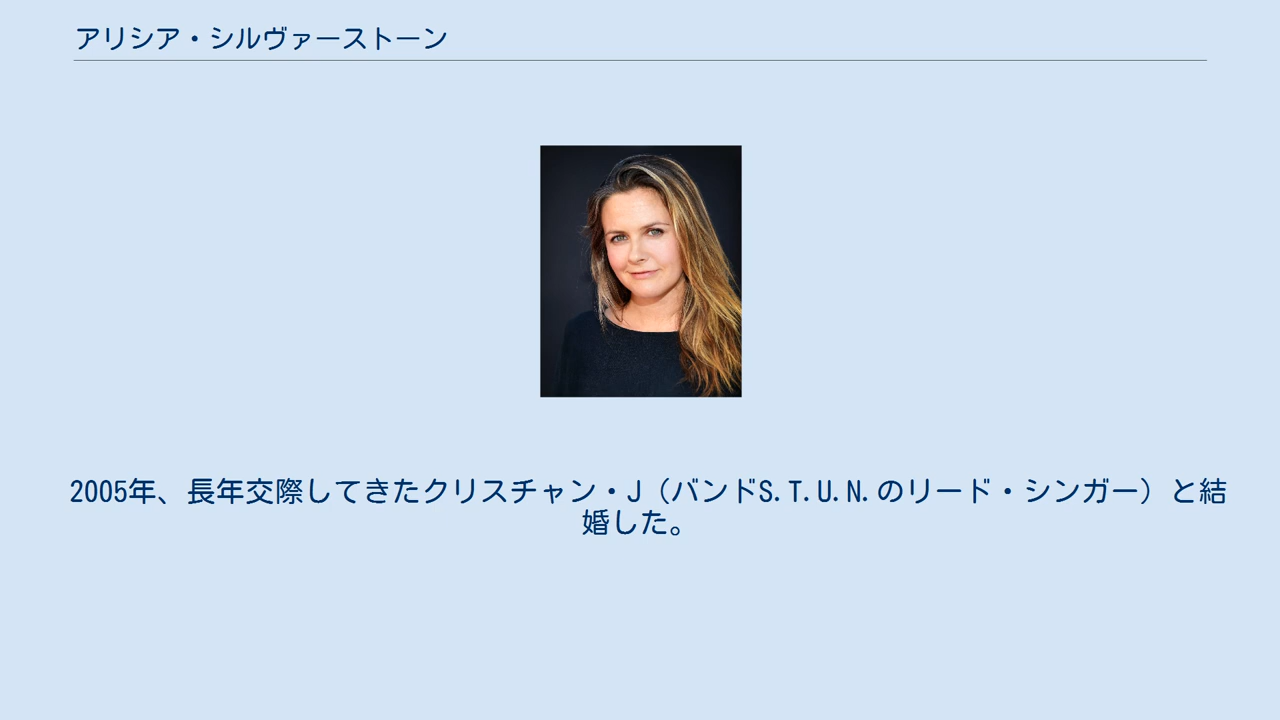 アリシア・シルヴァーストーン
2005年、長年交際してきたクリスチャン・J（バンドS.T.U.N.のリード・シンガー）と結
婚した。